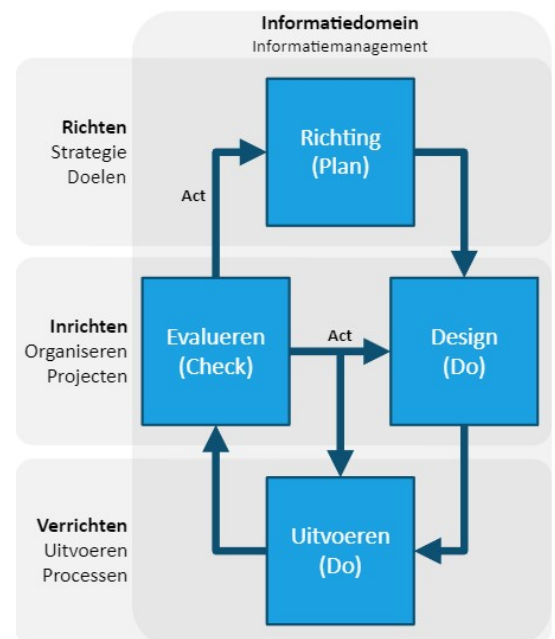 Informatiedomein
Informatiemanagement
Richten
Strategie
Doelen
Richting
(Plan)
Act
Inrichten
Organiseren
Projecten
Evalueren
(Check)
Act
Design
(Do)
Verrichten
Uitvoeren
Processen
Uitvoeren
(Do)